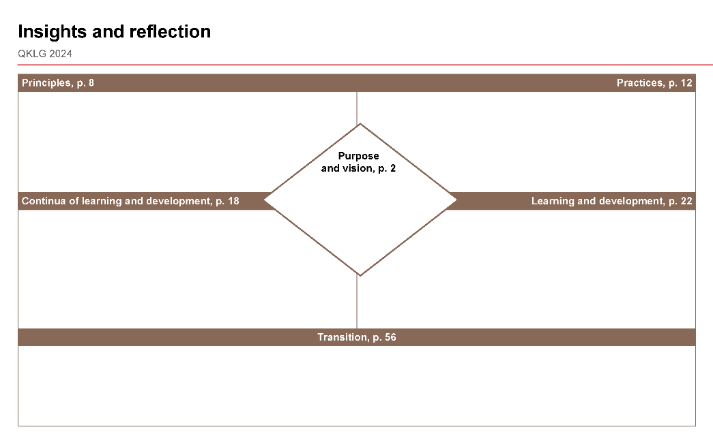 Insights and reflection
QKLG 2024
Principles, p. 8
Practices, p. 12
Purpose
and vision, p. 2
Continua of learning and development, p. 18
Learning and development, p. 22
Transition, p. 56